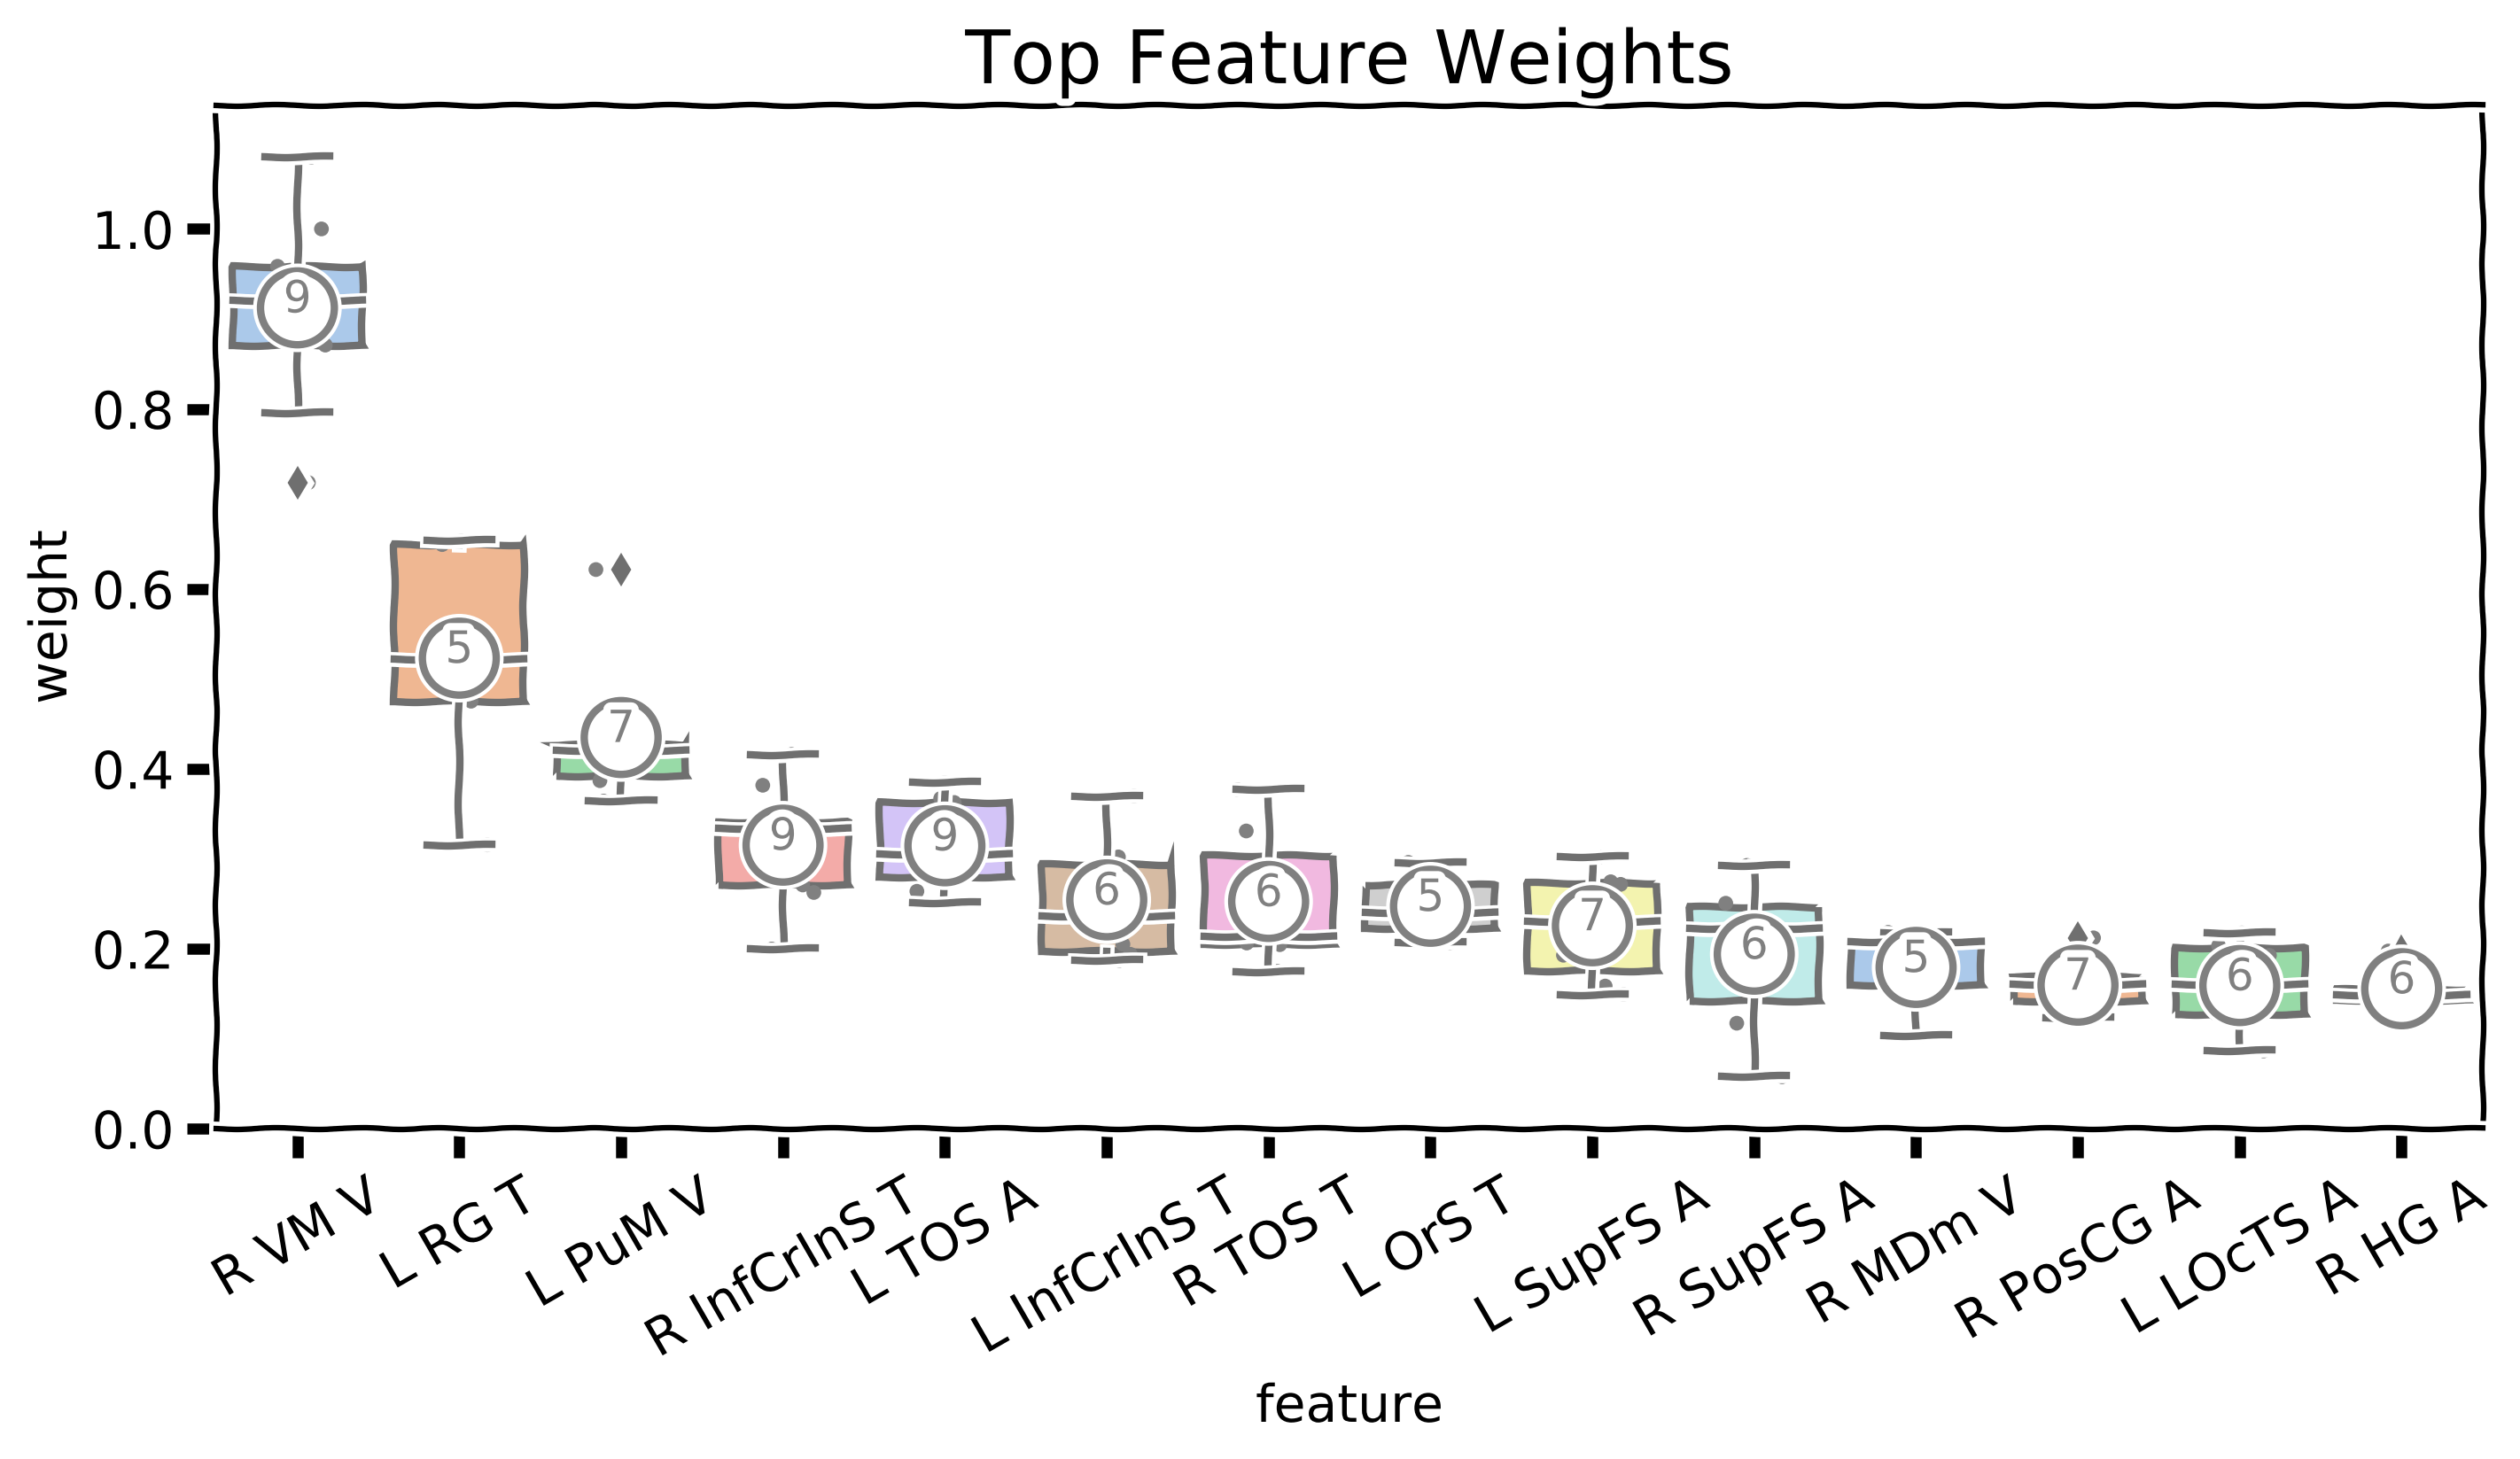 Top Feature Weights
weight
1.0
0.8
0.6
0.4
0.2
0.0
9
5
7
9
9
6
6
5
7
6
5
7
6
6
R VM V
L RGT
L PuM V
R InfCrInS T
L TOS A
L InfCrInS T
R TOS T
L OrS T
L SupFS A
R SupFS A
R MDm V
R PosCG A
L LOcTS A
R HG A
feature